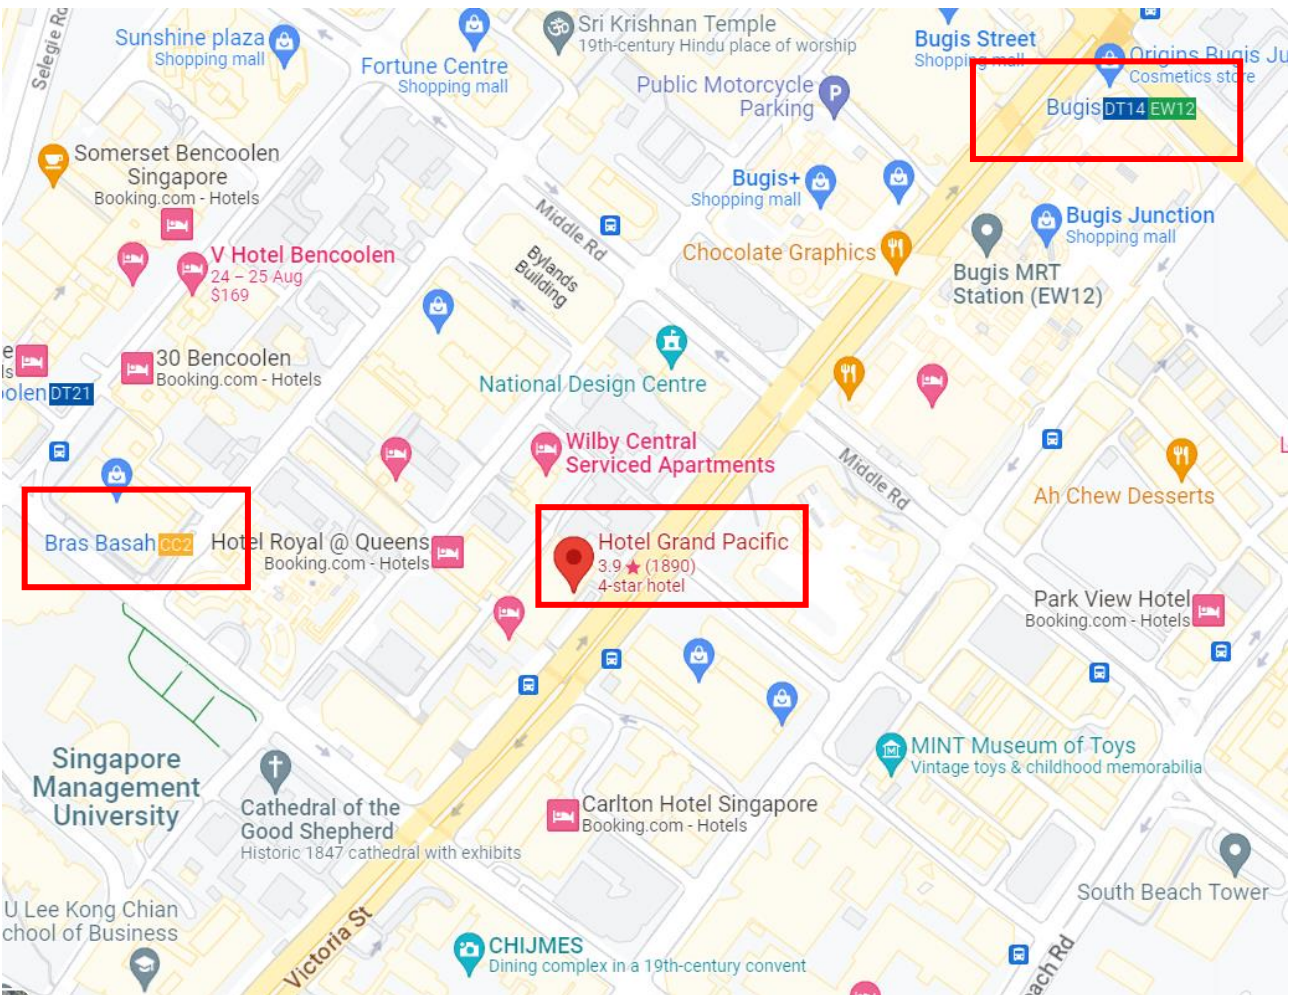 Selegie Rd
Sunshine plaza
Shopping mall
Fortune Centre
Shopping mall
Sri Krishnan Temple
19th-century Hindu place of worship
Public Motorcycle
Parking
Bugis Street
Shopping mall
Origins Bugis Ju
Cosmetics store
Bugis DT14 EW12
Somerset Bencoolen
Singapore
Booking.com - Hotels
Bugis+
Shopping mall
Middle Rd
Bylands
Building
Bugis Junction
Shopping mall
V Hotel Bencoolen
24 – 25 Aug
$169
Chocolate Graphics
Bugis MRT
Station (EW12)
e
ls
30 Bencoolen
Booking.com - Hotels
oolen DT21
National Design Centre
Wilby Central
Serviced Apartments
Middle Rd
L
Ah Chew Desserts
Bras Basah CC2
Hotel Royal @ Queens
Booking.com - Hotels
Hotel Grand Pacific
3.9 ★ (1890)
4-star hotel
Park View Hotel
Booking.com - Hotels
Singapore
Management
University
Cathedral of the
Good Shepherd
Historic 1847 cathedral with exhibits
MINT Museum of Toys
Vintage toys & childhood memorabilia
Carlton Hotel Singapore
Booking.com - Hotels
South Beach Tower
U Lee Kong Chian
chool of Business
Victoria St
CHIJMES
Dining complex in a 19th-century convent
ach Rd